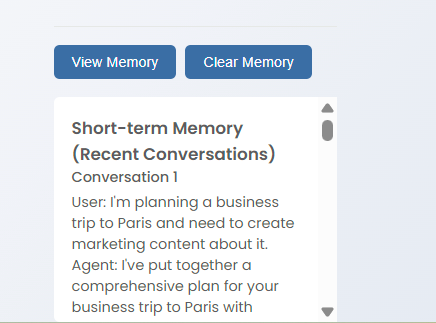 View Memory
Clear Memory
Short-term Memory
(Recent Conversations)
Conversation 1
User: I'm planning a business
trip to Paris and need to create
marketing content about it.
Agent: I've put together a
comprehensive plan for your
business trip to Paris with